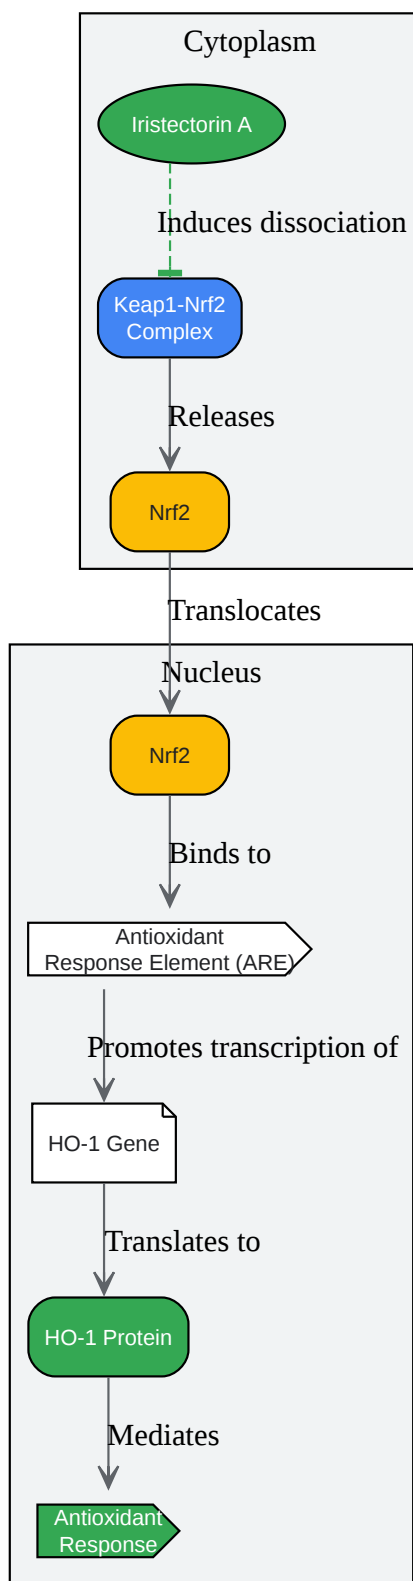 Cytoplasm
Iristectorin A
Induces dissociation
Keap1-Nrf2
Complex
Releases
Nrf2
Translocates
Nucleus
Nrf2
Binds to
Antioxidant
Response Element (ARE)
Promotes transcription of
HO-1 Gene
Translates to
HO-1 Protein
Mediates
Antioxidant
Response